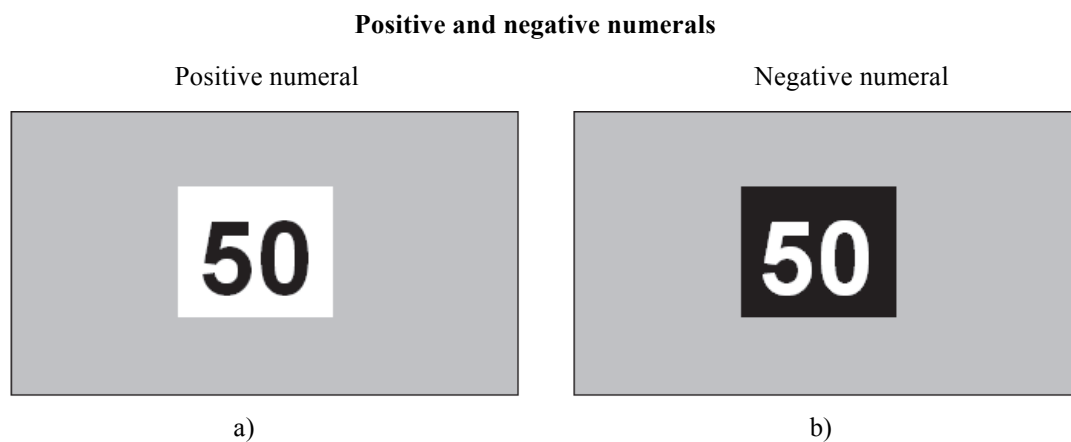 Positive and negative numerals
Positive numeral Negative numeral
50 50
a) b)